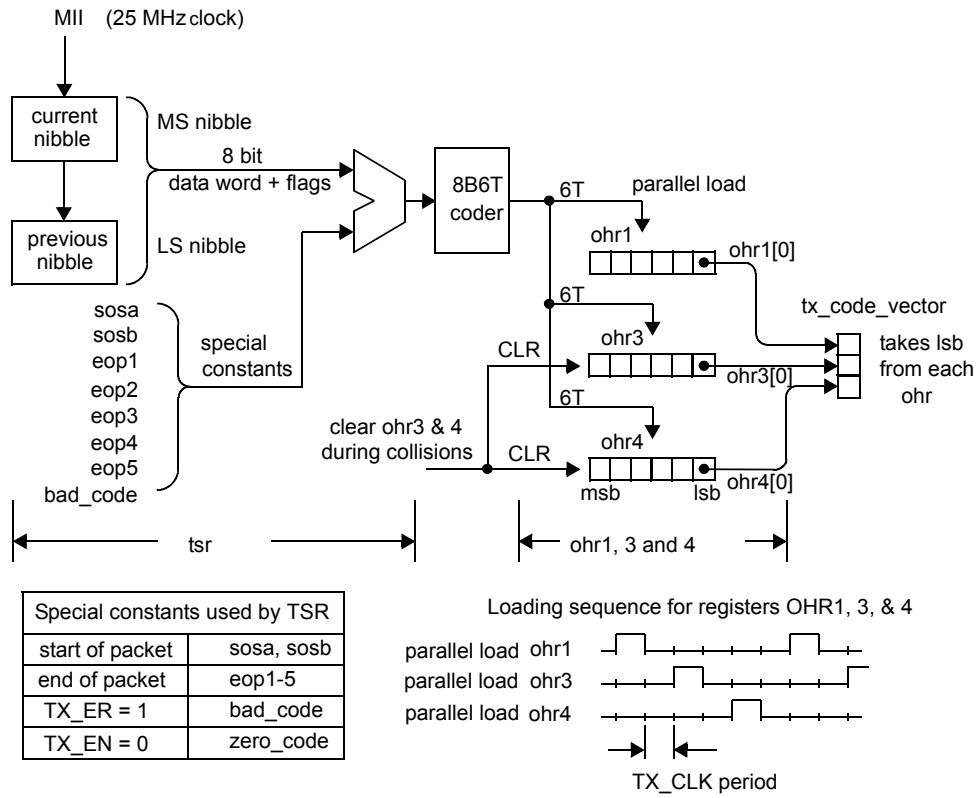 MII (25 MHz clock)
current
nibble
MS nibble
8 bit
data word + flags
previous
nibble
LS nibble
8B6T
coder
6T
parallel load
ohr1
ohr1[0]
6T
tx_code_vector
sosa
sosb
eop1
eop2
eop3
eop4
eop5
bad_code
special
constants
CLR
ohr3
ohr3[0]
takes lsb
from each
ohr
6T
clear ohr3 & 4
during collisions
CLR
ohr4
ohr4[0]
msb
lsb
tsr
ohr1, 3 and 4
Special constants used by TSR
start of packet sosa, sosb
end of packet eop1-5
TX_ER = 1 bad_code
TX_EN = 0 zero_code
Loading sequence for registers OHR1, 3, & 4
parallel load ohr1
parallel load ohr3
parallel load ohr4
TX_CLK period